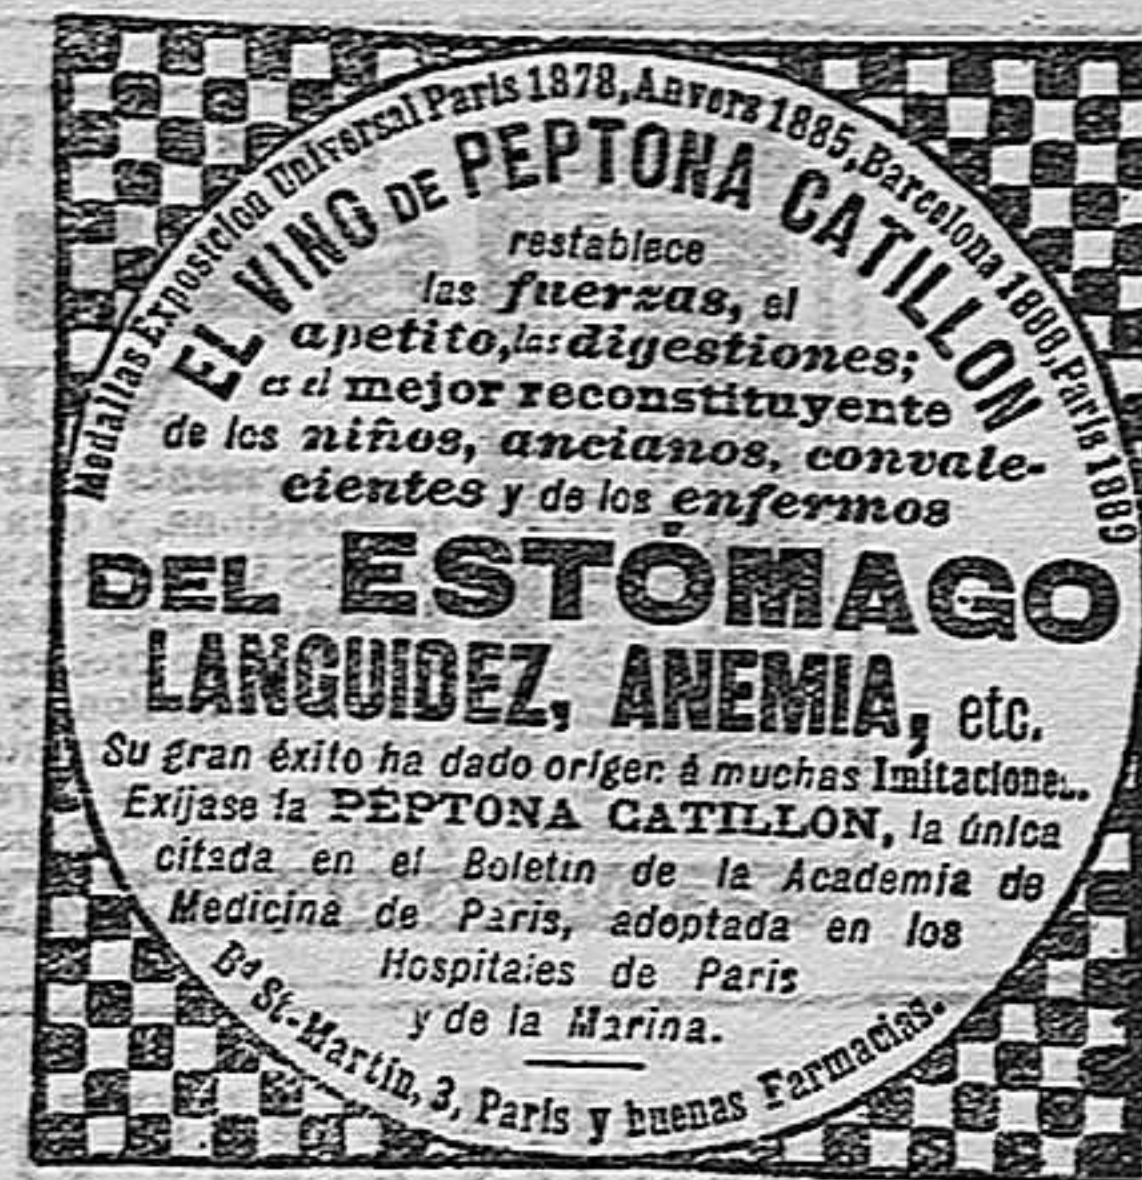 Medallas Exposicion Universal Paris 1878, Anvers 1885, Barcelona 1888, Paris 1889
EL VINO DE PEPTONA CATILLON
restablece
las fuerzas, el
apetito, las digestiones;
es el mejor reconstituyente
de los niños, ancianos, convale-
cientes y de los enfermos
DEL ESTÓMAGO
LANGUIDEZ, ANEMIA, etc.
Su gran éxito ha dado origen á muchas Imitaciones.
Exijase la PEPTONA CATILLON, la única
citada en el Boletin de la Academia de
Medicina de Paris, adoptada en los
Hospitales de Paris
y de la Marina.
Bd St-Martin, 3, Paris y buenas Farmacias.